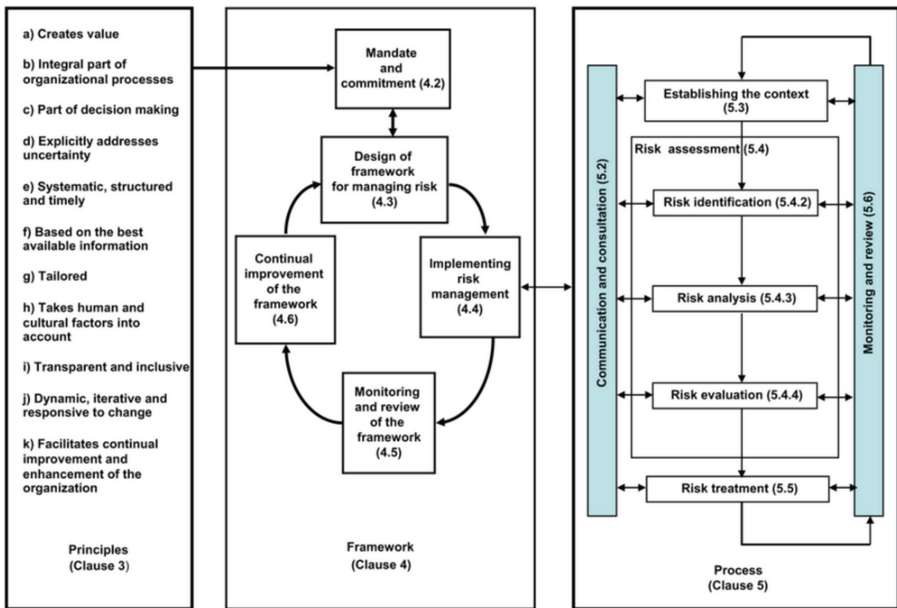 a) Creates value
b) Integral part of
organizational processes
c) Part of decision making
d) Explicitly addresses
uncertainty
e) Systematic, structured
and timely
f) Based on the best
available information
g) Tailored
h) Takes human and
cultural factors into
account
i) Transparent and inclusive
j) Dynamic, iterative and
responsive to change
k) Facilitates continual
improvement and
enhancement of the
organization
Principles
(Clause 3)
Mandate
and
commitment (4.2)
Design of
framework
for managing risk
(4.3)
Continual
improvement
of the
framework
(4.6)
Implementing
risk
management
(4.4)
Monitoring
and review
of the
framework
(4.5)
Framework
(Clause 4)
Communication and consultation (5.2)
Establishing the context
(5.3)
Risk assessment (5.4)
Risk identification (5.4.2)
Risk analysis (5.4.3)
Risk evaluation (5.4.4)
Risk treatment (5.5)
Monitoring and review (5.6)
Process
(Clause 5)